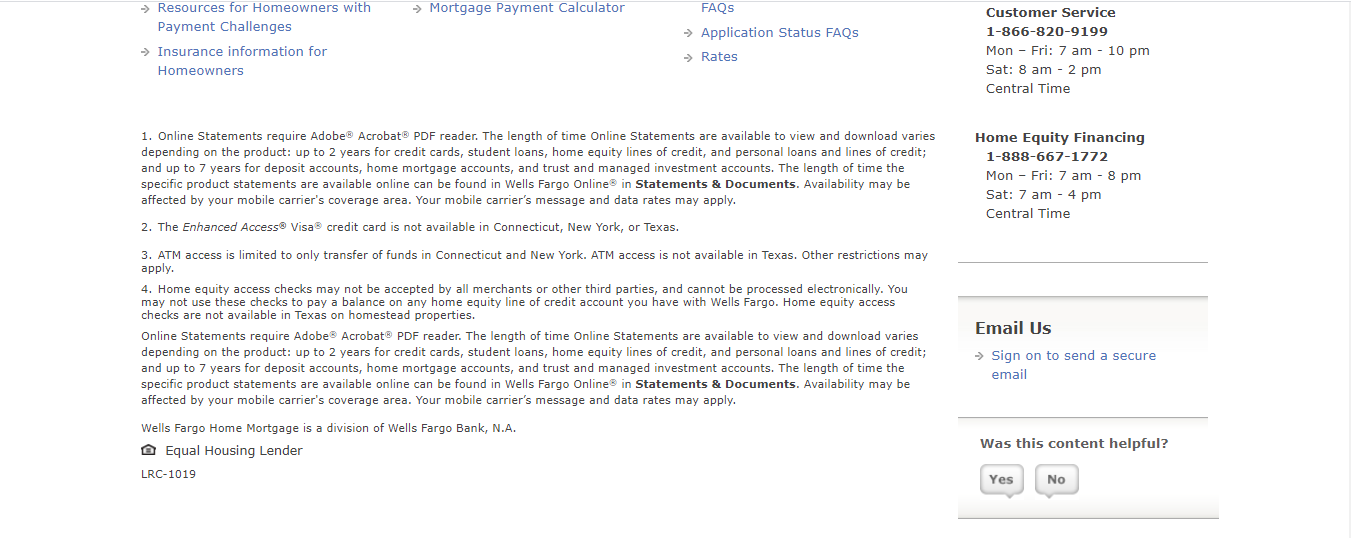 Resources for Homeowners with
Payment Challenges
Insurance information for
Homeowners
Mortgage Payment Calculator
FAQs
Application Status FAQs
Rates
Customer Service
1-866-820-9199
Mon – Fri: 7 am - 10 pm
Sat: 8 am - 2 pm
Central Time
Home Equity Financing
1-888-667-1772
Mon – Fri: 7 am - 8 pm
Sat: 7 am - 4 pm
Central Time
1. Online Statements require Adobe® Acrobat® PDF reader. The length of time Online Statements are available to view and download varies
depending on the product: up to 2 years for credit cards, student loans, home equity lines of credit, and personal loans and lines of credit;
and up to 7 years for deposit accounts, home mortgage accounts, and trust and managed investment accounts. The length of time the
specific product statements are available online can be found in Wells Fargo Online® in Statements & Documents. Availability may be
affected by your mobile carrier's coverage area. Your mobile carrier’s message and data rates may apply.
2. The Enhanced Access® Visa® credit card is not available in Connecticut, New York, or Texas.
3. ATM access is limited to only transfer of funds in Connecticut and New York. ATM access is not available in Texas. Other restrictions may
apply.
4. Home equity access checks may not be accepted by all merchants or other third parties, and cannot be processed electronically. You
may not use these checks to pay a balance on any home equity line of credit account you have with Wells Fargo. Home equity access
checks are not available in Texas on homestead properties.
Online Statements require Adobe® Acrobat® PDF reader. The length of time Online Statements are available to view and download varies
depending on the product: up to 2 years for credit cards, student loans, home equity lines of credit, and personal loans and lines of credit;
and up to 7 years for deposit accounts, home mortgage accounts, and trust and managed investment accounts. The length of time the
specific product statements are available online can be found in Wells Fargo Online® in Statements & Documents. Availability may be
affected by your mobile carrier's coverage area. Your mobile carrier’s message and data rates may apply.
Wells Fargo Home Mortgage is a division of Wells Fargo Bank, N.A.
Equal Housing Lender
LRC-1019
Email Us
Sign on to send a secure
email
Was this content helpful?
Yes No